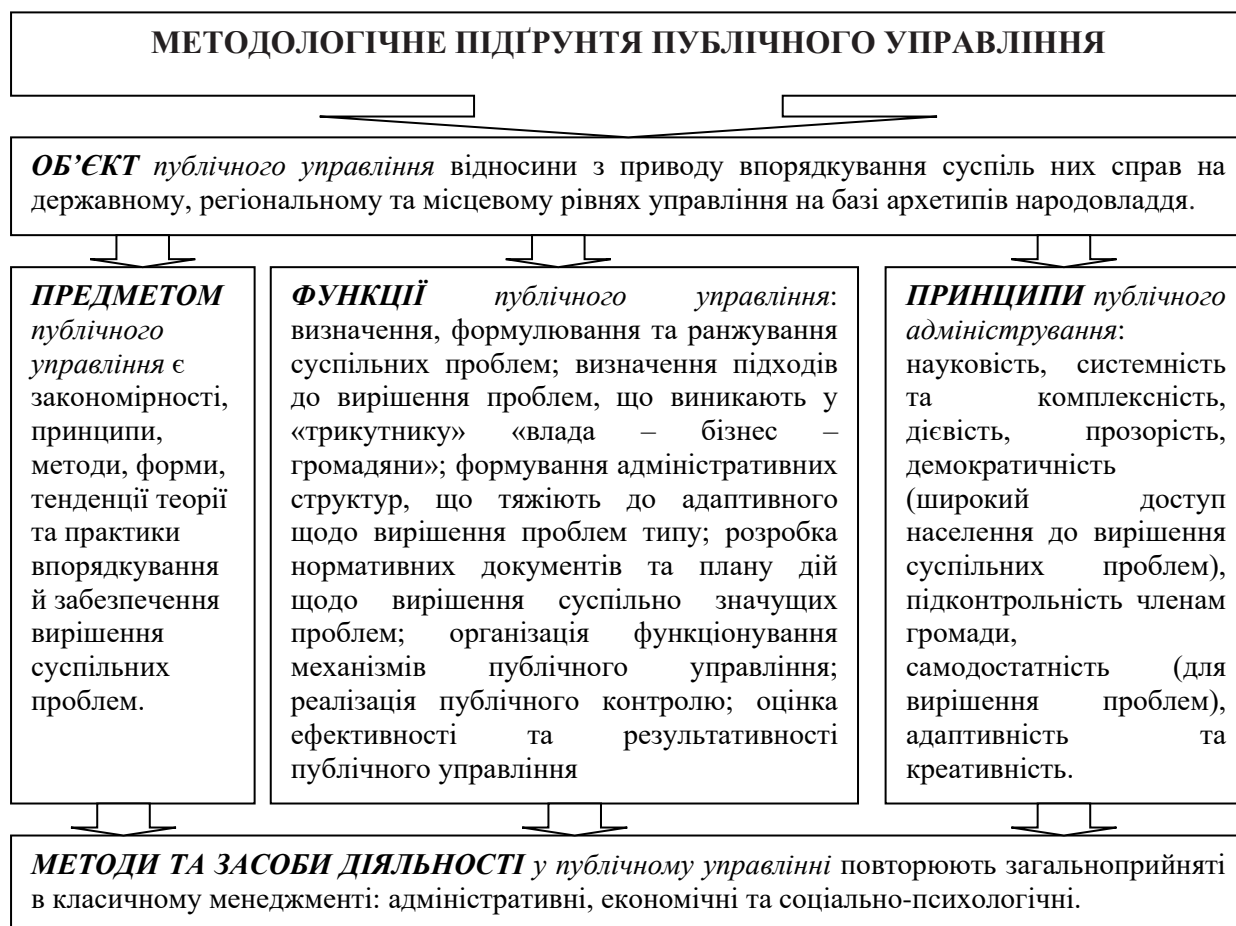 МЕТОДОЛОГІЧНЕ ПІДҐРУНТЯ ПУБЛІЧНОГО УПРАВЛІННЯ
ОБ’ЄКТ публічного управління відносини з приводу впорядкування суспіль них справ на
державному, регіональному та місцевому рівнях управління на базі архетипів народовладдя.
ПРЕДМЕТОМ
публічного
управління є
закономірності,
принципи,
методи, форми,
тенденції теорії
та практики
впорядкування
й забезпечення
вирішення
суспільних
проблем.
ФУНКЦІЇ публічного управління:
визначення, формулювання та ранжування
суспільних проблем; визначення підходів
до вирішення проблем, що виникають у
«трикутнику» «влада – бізнес –
громадяни»; формування адміністративних
структур, що тяжіють до адаптивного
щодо вирішення проблем типу; розробка
нормативних документів та плану дій
щодо вирішення суспільно значущих
проблем; організація функціонування
механізмів публічного управління;
реалізація публічного контролю; оцінка
ефективності та результативності
публічного управління
ПРИНЦИПИ публічного
адміністрування:
науковість, системність
та комплексність,
дієвість, прозорість,
демократичність
(широкий доступ
населення до вирішення
суспільних проблем),
підконтрольність членам
громади,
самодостатність (для
вирішення проблем),
адаптивність та
креативність.
МЕТОДИ ТА ЗАСОБИ ДІЯЛЬНОСТІ у публічному управлінні повторюють загальноприйняті
в класичному менеджменті: адміністративні, економічні та соціально-психологічні.